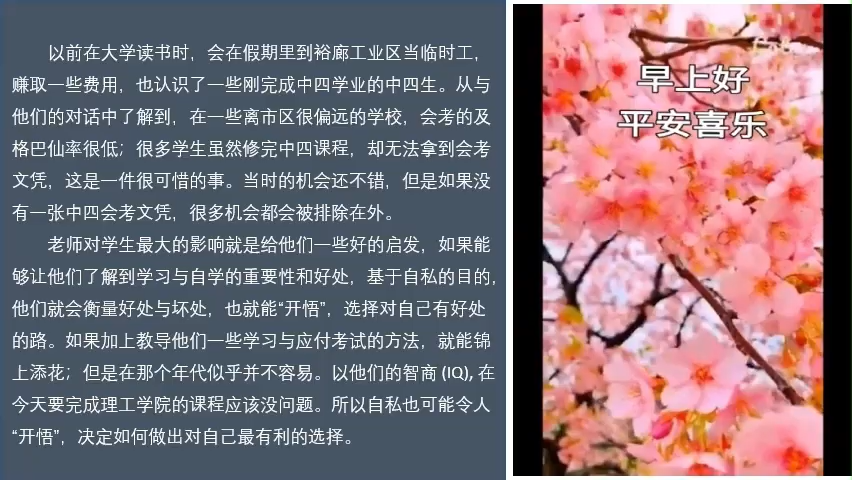 以前在大学读书时，会在假期里到裕廊工业区当临时工，
赚取一些费用，也认识了一些刚完成中四学业的中四生。从与
他们的对话中了解到，在一些离市区很偏远的学校，会考的及
格巴仙率很低；很多学生虽然修完中四课程，却无法拿到会考
文凭，这是一件很可惜的事。当时的机会还不错，但是如果没
有一张中四会考文凭，很多机会都会被排除在外。
老师对学生最大的影响就是给他们一些好的启发，如果能
够让他们了解到学习与自学的重要性和好处，基于自私的目的，
他们就会衡量好处与坏处，也就能“开悟”，选择对自己有好处
的路。如果加上教导他们一些学习与应付考试的方法，就能锦
上添花；但是在那个年代似乎并不容易。以他们的智商 (IQ), 在
今天要完成理工学院的课程应该没问题。所以自私也可能令人
“开悟”，决定如何做出对自己最有利的选择。
早上好
平安喜乐